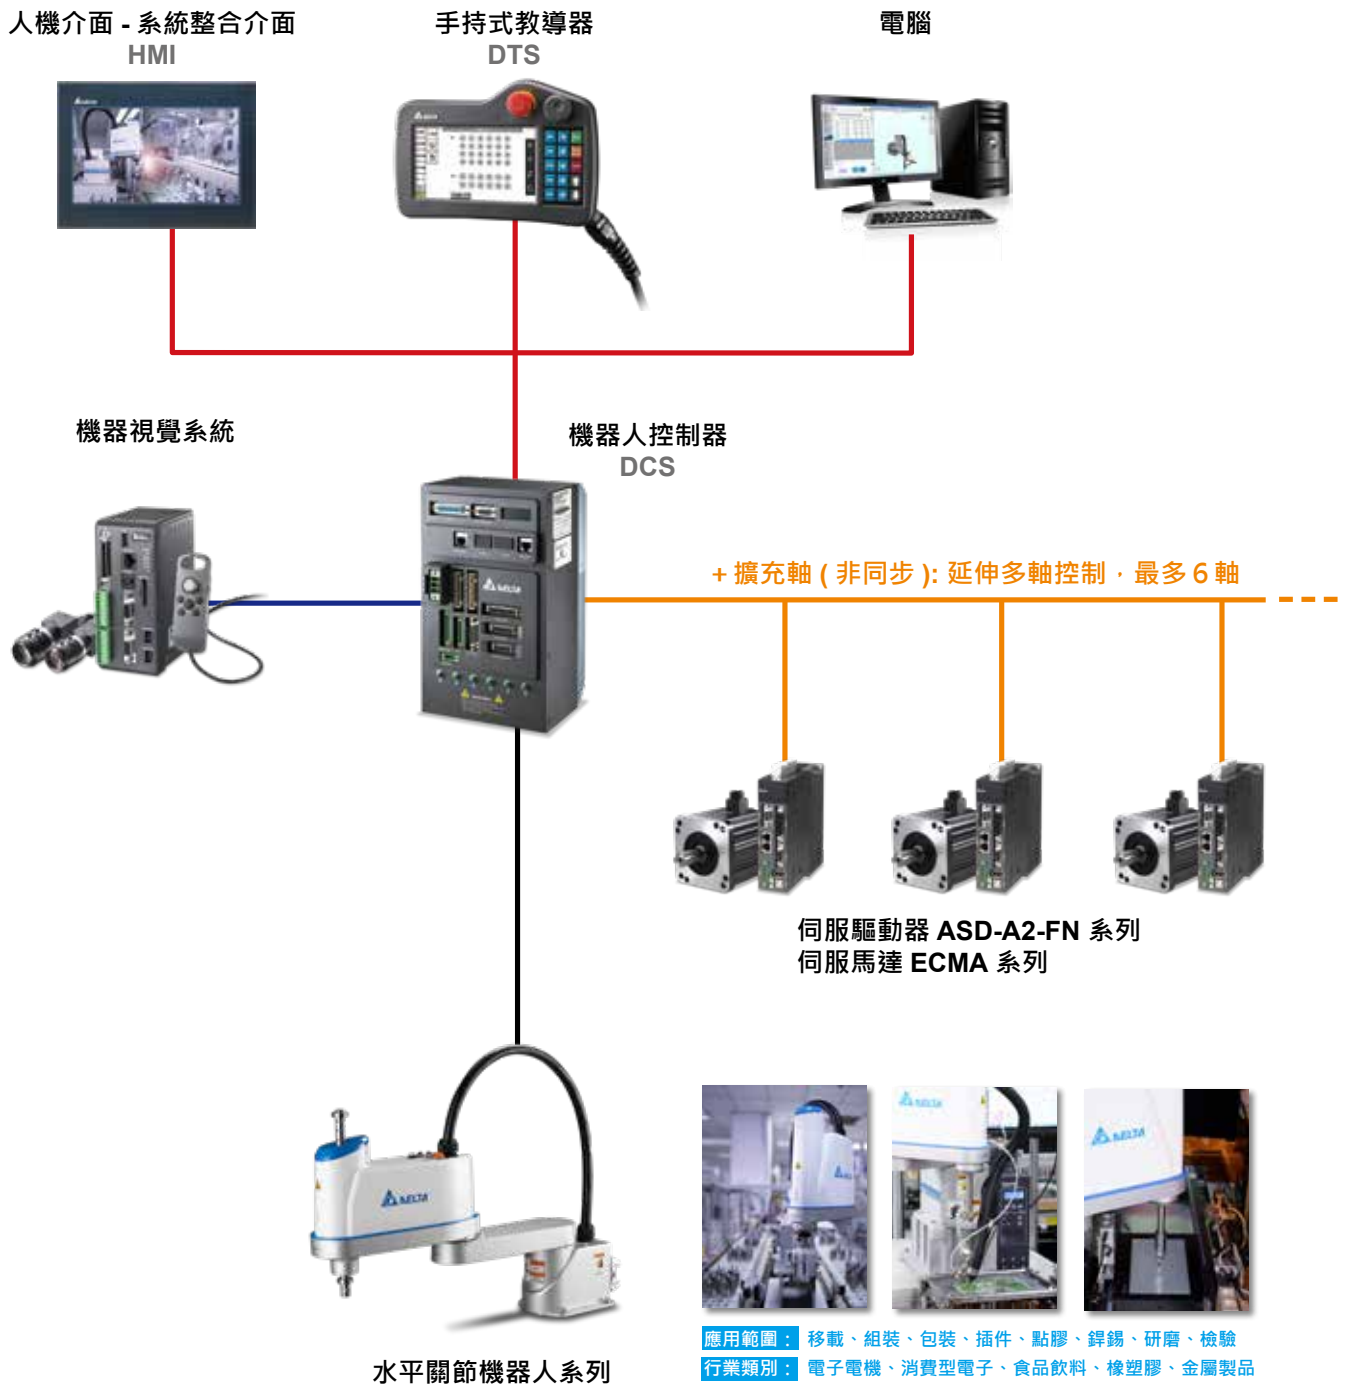 人機介面 - 系統整合介面
HMI
手持式教導器
DTS
電腦
機器視覺系統
機器人控制器
DCS
DELTA
+ 擴充軸 ( 非同步 ): 延伸多軸控制，最多 6 軸
伺服驅動器 ASD-A2-FN 系列
伺服馬達 ECMA 系列
DELTA
水平關節機器人系列
DELTA
DELTA
應用範圍： 移載、組裝、包裝、插件、點膠、銲錫、研磨、檢驗
行業類別： 電子電機、消費型電子、食品飲料、橡塑膠、金屬製品